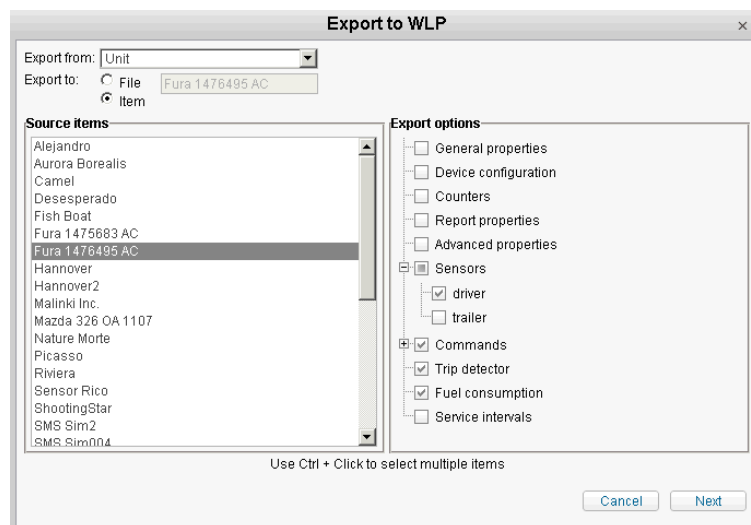 Export to WLP
Export from: Unit
Export to: File Fura 1476495 AC
Item
Source items
Alejandro
Aurora Borealis
Camel
Desesperado
Fish Boat
Fura 1475683 AC
Fura 1476495 AC
Hannover
Hannover2
Malinki Inc.
Mazda 326 OA 1107
Nature Morte
Picasso
Riviera
Sensor Rico
ShootingStar
SMS Sim2
SMS Sim004
Export options
General properties
Device configuration
Counters
Report properties
Advanced properties
Sensors
driver
trailer
Commands
Trip detector
Fuel consumption
Service intervals
Use Ctrl + Click to select multiple items
Cancel Next